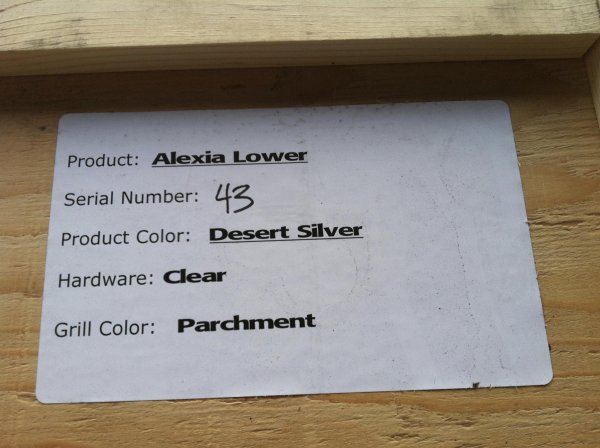 Product: Alexia Lower
Serial Number: 43
Product Color: Desert Silver
Hardware: Clear
Grill Color: Parchment